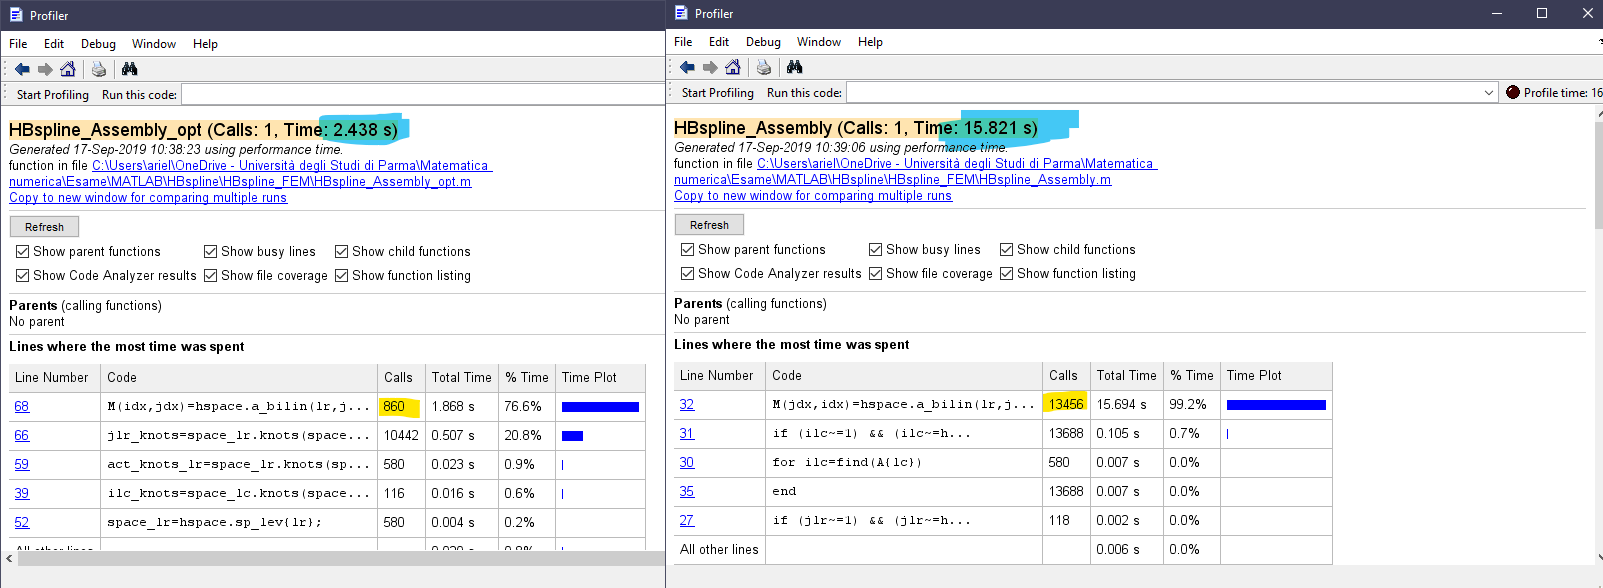 Profiler
File Edit Debug Window Help
Start Profiling Run this code:
HBspline_Assembly_opt (Calls: 1, Time: 2.438 s)
Generated 17-Sep-2019 10:38:23 using performance time.
function in file C:\Users\ariel\OneDrive - Università degli Studi di Parma\Matematica
numerica\Esame\MATLAB\HBspline\HBspline_FEM\HBspline_Assembly_opt.m
Copy to new window for comparing multiple runs
Refresh
Show parent functions Show busy lines Show child functions
Show Code Analyzer results Show file coverage Show function listing
Parents (calling functions)
No parent
Lines where the most time was spent
Line Number Code Calls Total Time % Time Time Plot
68 M(idx,jdx)=hspace.a_bilin(lr,j... 860 1.868 s 76.6%
66 jlr_knots=space_lr.knots(space... 10442 0.507 s 20.8%
59 act_knots_lr=space_lr.knots(sp... 580 0.023 s 0.9%
39 ilc_knots=space_lc.knots(space... 116 0.016 s 0.6%
52 space_lr=hspace.sp_lev{lr}; 580 0.004 s 0.2%
All other lines
Profiler
File Edit Debug Window Help
Start Profiling Run this code: Profile time: 16
HBspline_Assembly (Calls: 1, Time: 15.821 s)
Generated 17-Sep-2019 10:39:06 using performance time.
function in file C:\Users\ariel\OneDrive - Università degli Studi di Parma\Matematica
numerica\Esame\MATLAB\HBspline\HBspline_FEM\HBspline_Assembly.m
Copy to new window for comparing multiple runs
Refresh
Show parent functions Show busy lines Show child functions
Show Code Analyzer results Show file coverage Show function listing
Parents (calling functions)
No parent
Lines where the most time was spent
Line Number Code Calls Total Time % Time Time Plot
32 M(jdx,idx)=hspace.a_bilin(lr,j... 13456 15.694 s 99.2%
31 if (ilc~=1) && (ilc~=h... 13688 0.105 s 0.7%
30 for ilc=find(A{lc}) 580 0.007 s 0.0%
35 end 13688 0.007 s 0.0%
27 if (jlr~=1) && (jlr~=h... 118 0.002 s 0.0%
All other lines 0.006 s 0.0%